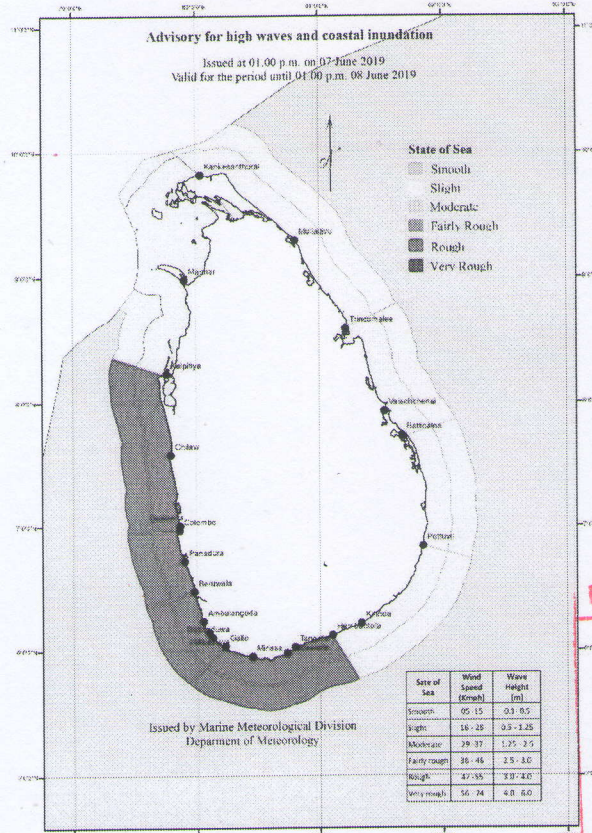 Advisory for high waves and coastal inundation
Issued at 01.00 p.m. on 07 June 2019
Valid for the period until 01.00 p.m. 08 June 2019
Kankesanthurai
State of Sea
Smooth
Slight
Moderate
Fairly Rough
Rough
Very Rough
Mullaitivu
Mannar
Trincomalee
Kalpitiya
Valachchenai
Batticaloa
Chilaw
Colombo
Pottuvil
Panadura
Beruwala
Ambalangoda
Kirinda
Hambantota
Galle
Mirissa
Issued by Marine Meteorological Division
Deparment of Meteorology
Sate of Sea Wind Speed (Kmph) Wave Height (m)
Smooth 05 -15 0.1- 0.5
Slight 16 - 28 0.5 - 1.25
Moderate 29 -37 1.25 -2.5
Fairly rough 38 - 46 2.5 - 3.0
Rough 47 -55 3.0 - 4.0
Very rough 56 - 74 4.0 - 6.0